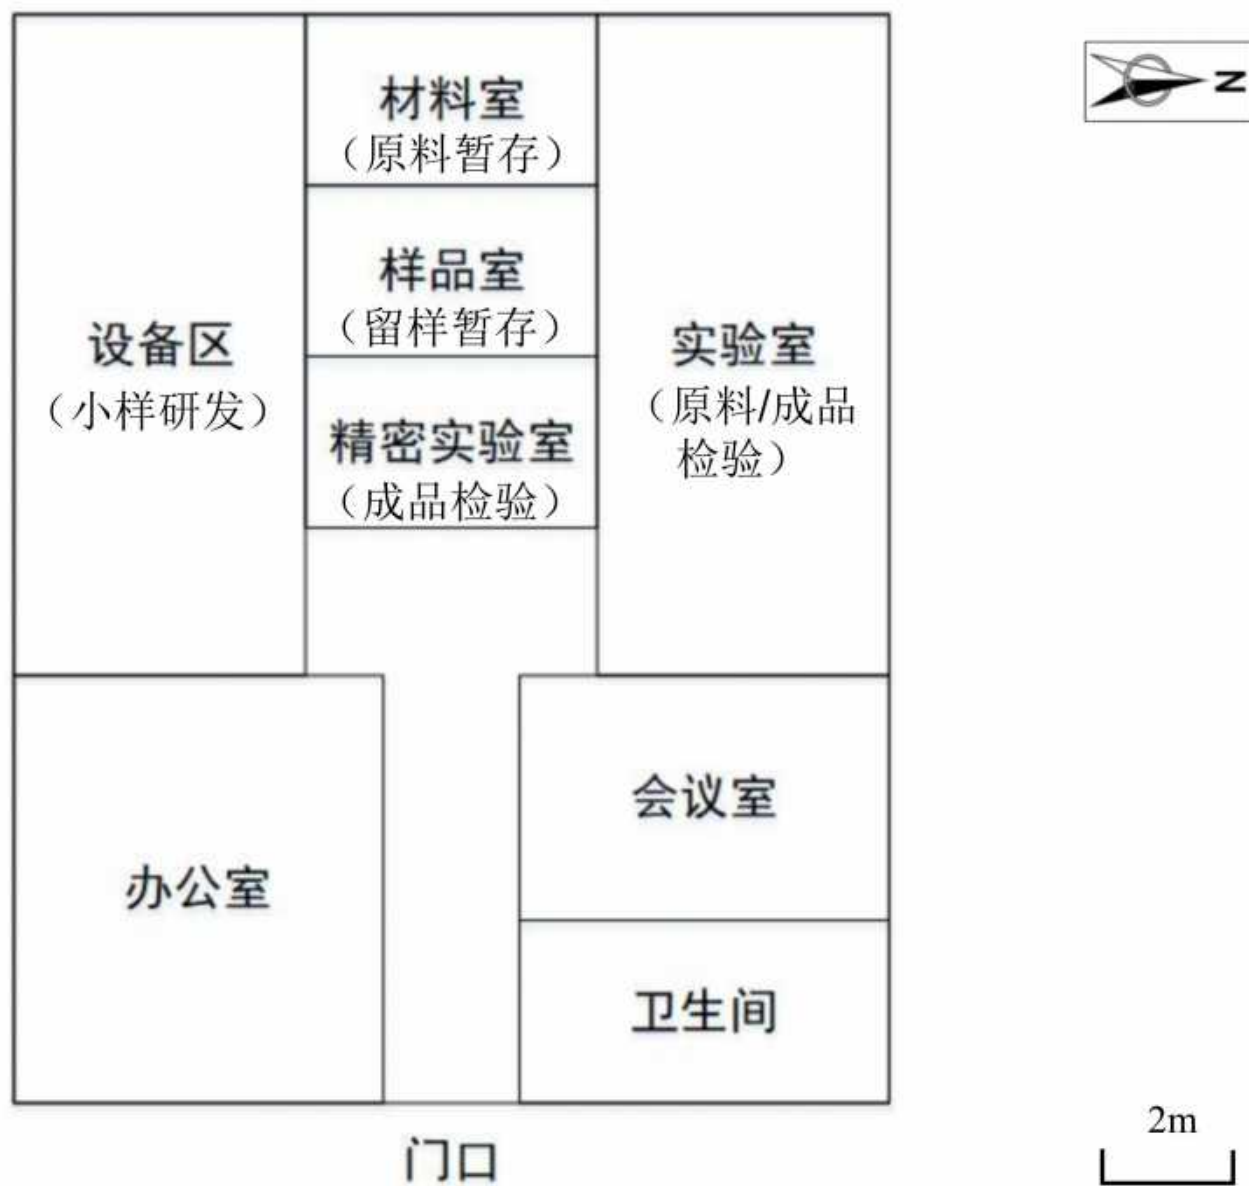 材料室
（原料暂存）
N
样品室
（留样暂存）
设备区
（小样研发）
实验室
（原料/成品
检验）
精密实验室
（成品检验）
会议室
办公室
卫生间
门口
2m